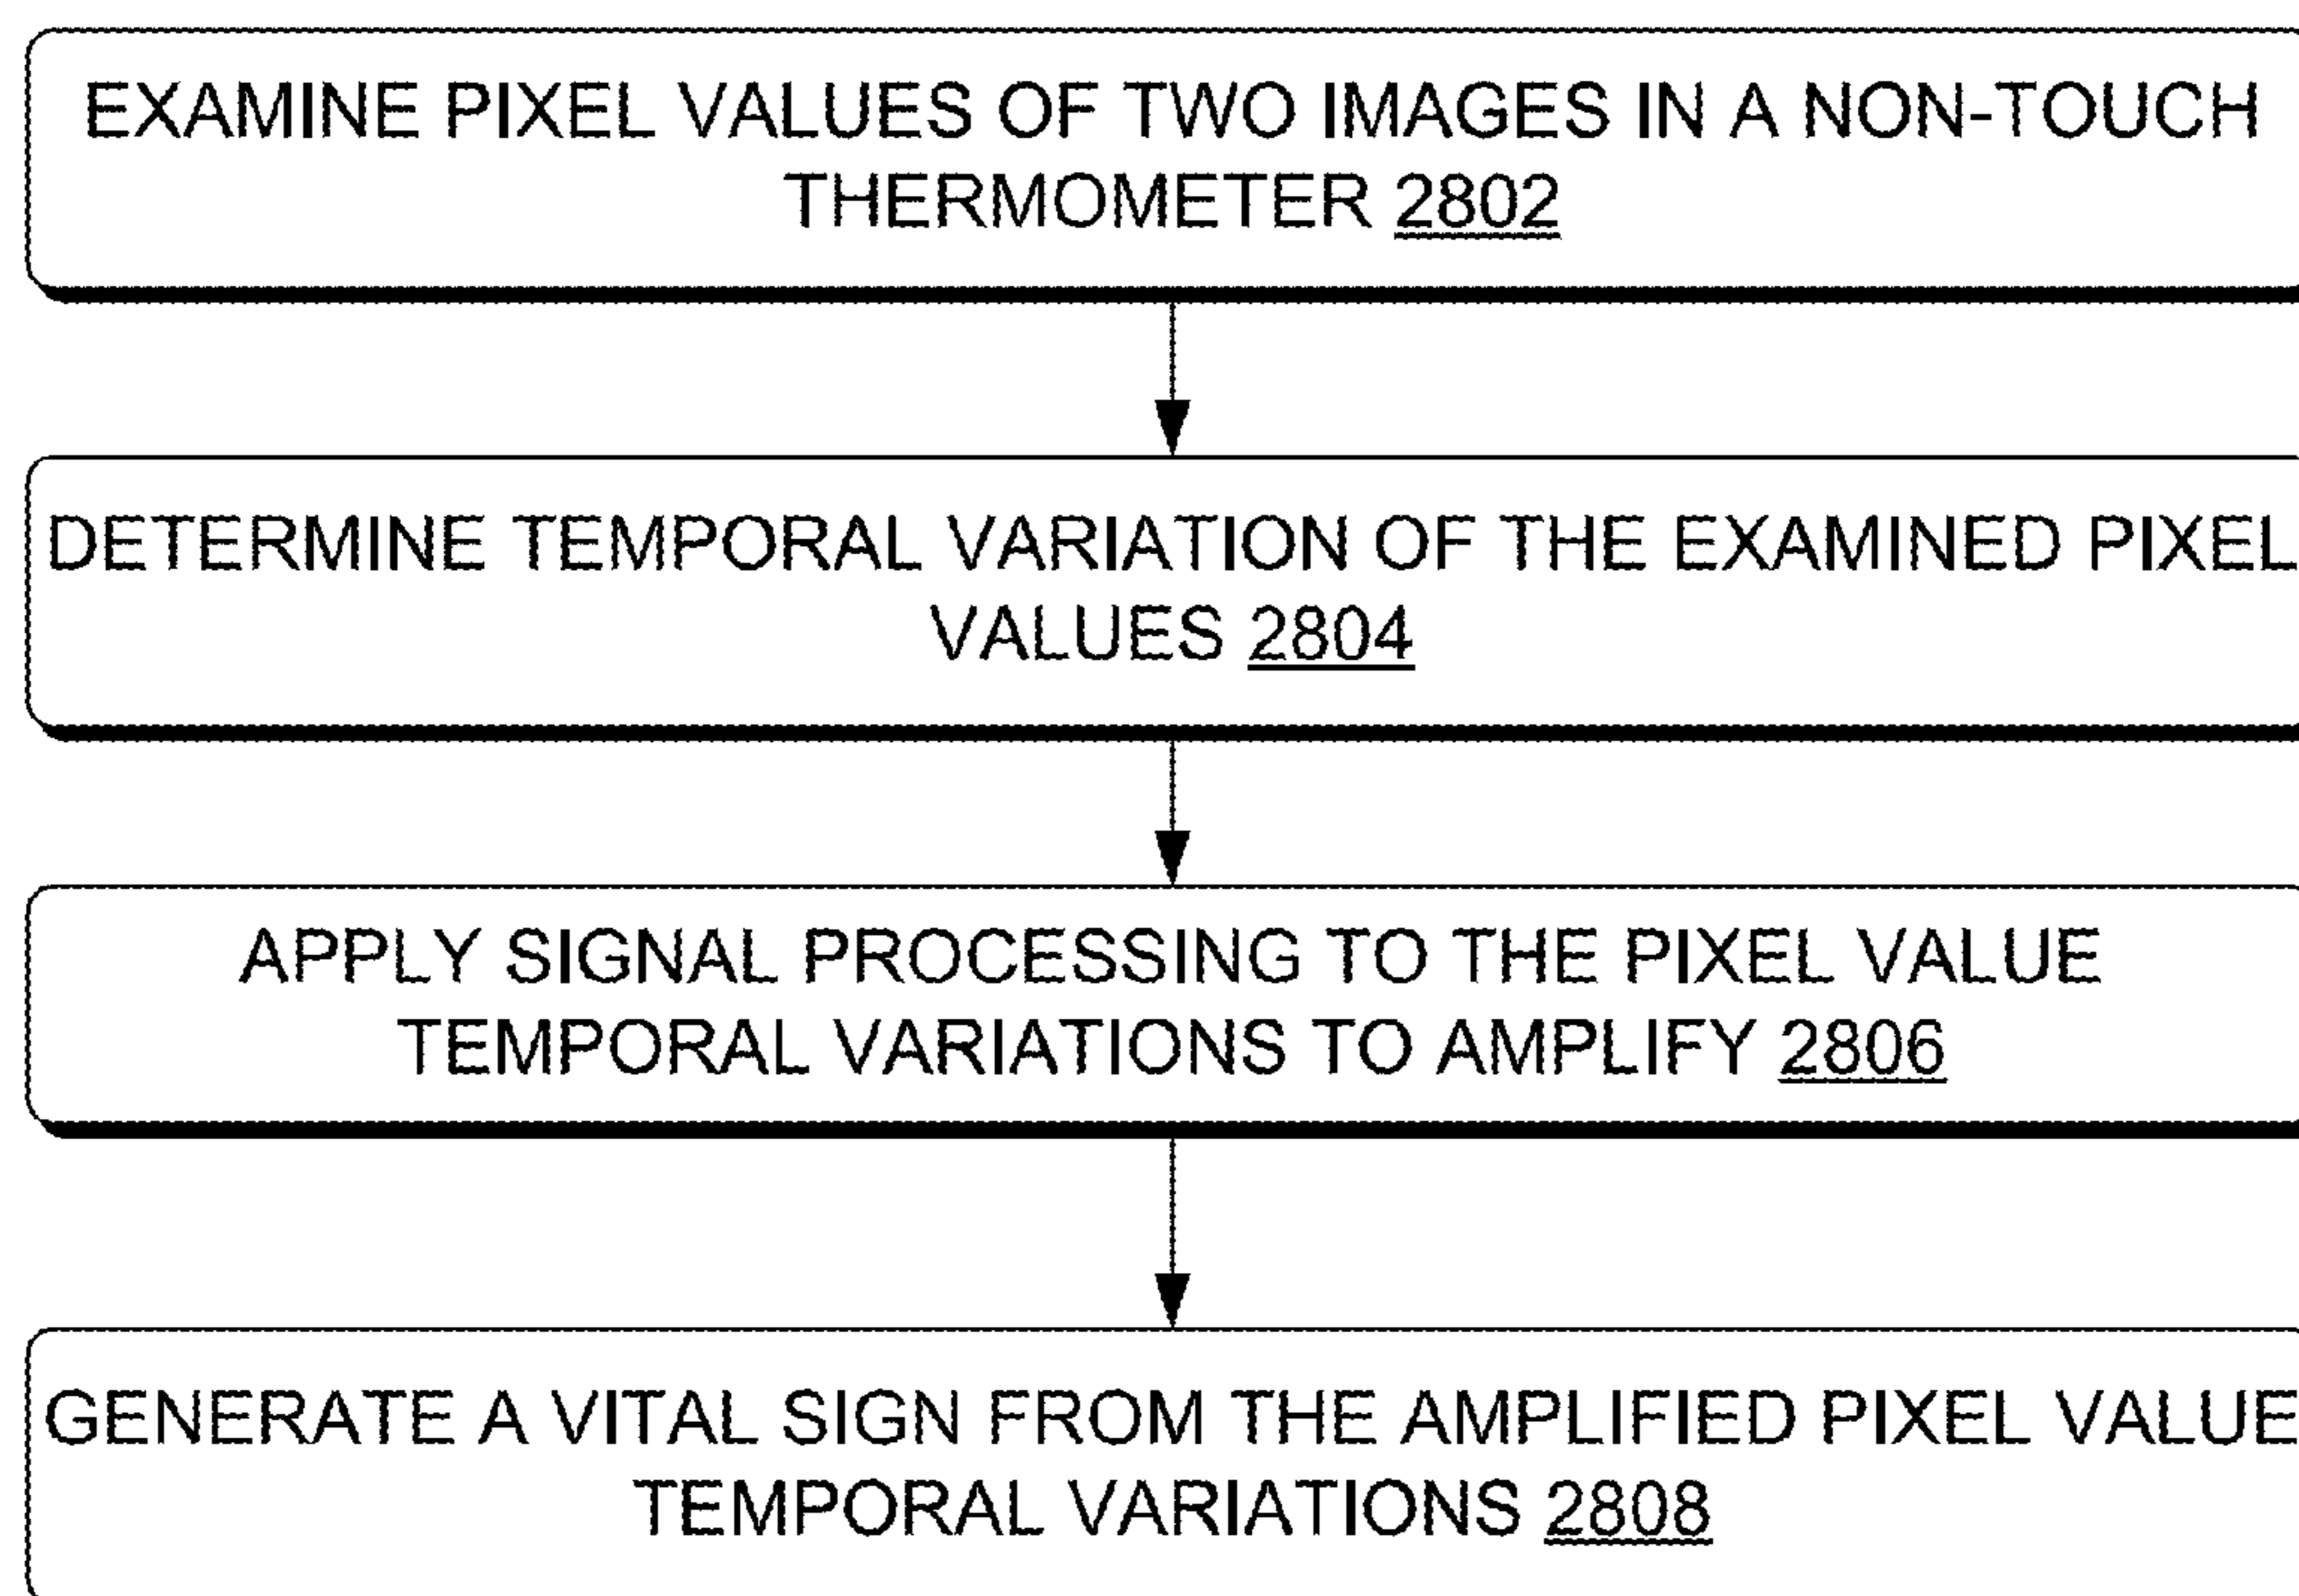 EXAMINE PIXEL VALUES OF TWO IMAGES IN A NON-TOUCH
THERMOMETER 2802
DETERMINE TEMPORAL VARIATION OF THE EXAMINED PIXEL
VALUES 2804
APPLY SIGNAL PROCESSING TO THE PIXEL VALUE
TEMPORAL VARIATIONS TO AMPLIFY 2806
GENERATE A VITAL SIGN FROM THE AMPLIFIED PIXEL VALUE
TEMPORAL VARIATIONS 2808